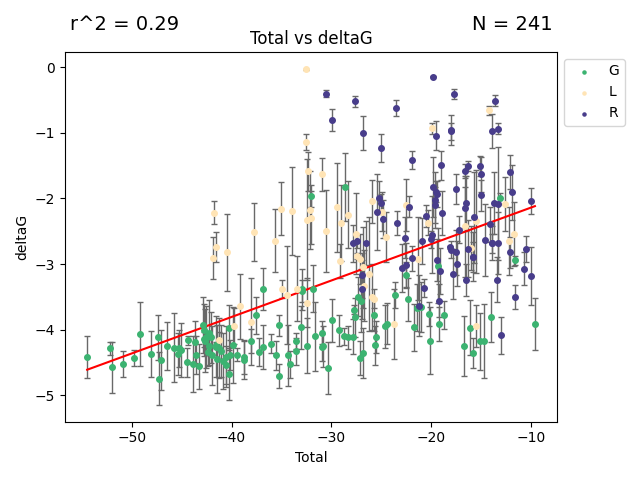 r^2 = 0.29
N = 241
Total vs deltaG
G
L
R
0
−1
−2
−3
−4
−5
deltaG
−50
−40
−30
−20
−10
Total